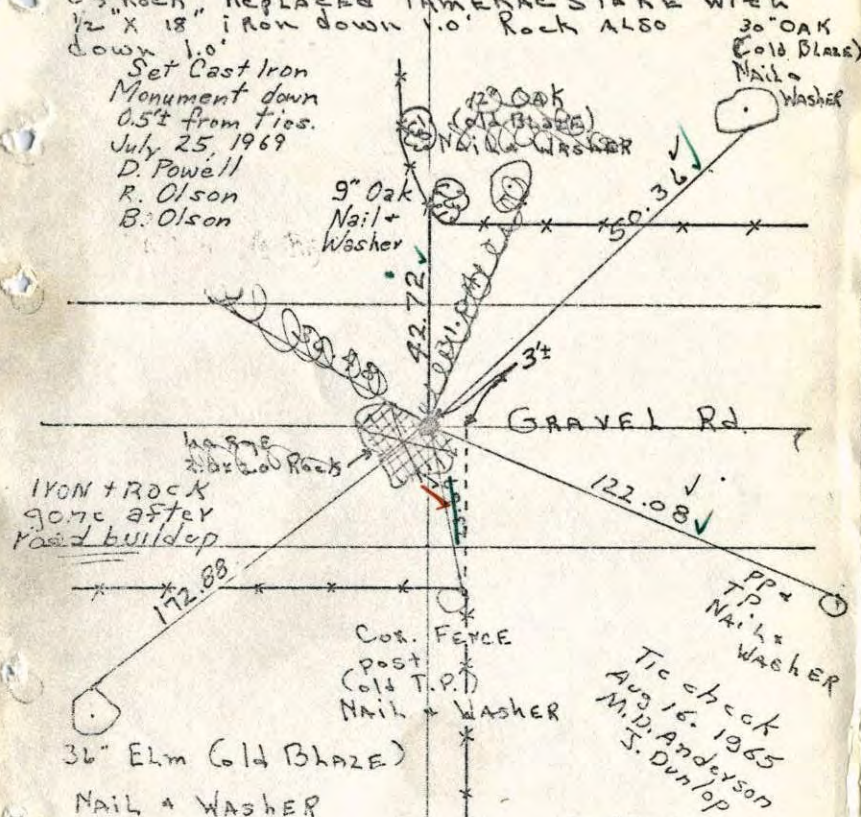 Rock, Replaced Stake with
1/2" x 18" iron down 1.0' Rock Also
down 1.0'
30" OAK
(Old BLAZE)
NAIL &
WASHER
Set Cast Iron
Monument down
0.5'± from ties.
July 25, 1969
D. Powell
R. Olson
B. Olson
12" OAK
(old BLAZE)
NAIL & WASHER
9" Oak
Nail +
Washer
50.36
42.72
3'±
GRAVEL Rd.
Large
Rock
IRON + ROCK
gone after
road buildup
122.08
172.88
PP &
TP
NAIL &
WASHER
Cor. FENCE
post
(old T.P.)
NAIL & WASHER
Tie check
Aug 16. 1965
M.D. Anderson
J. Dunlop
36" Elm (old BLAZE)
NAIL & WASHER